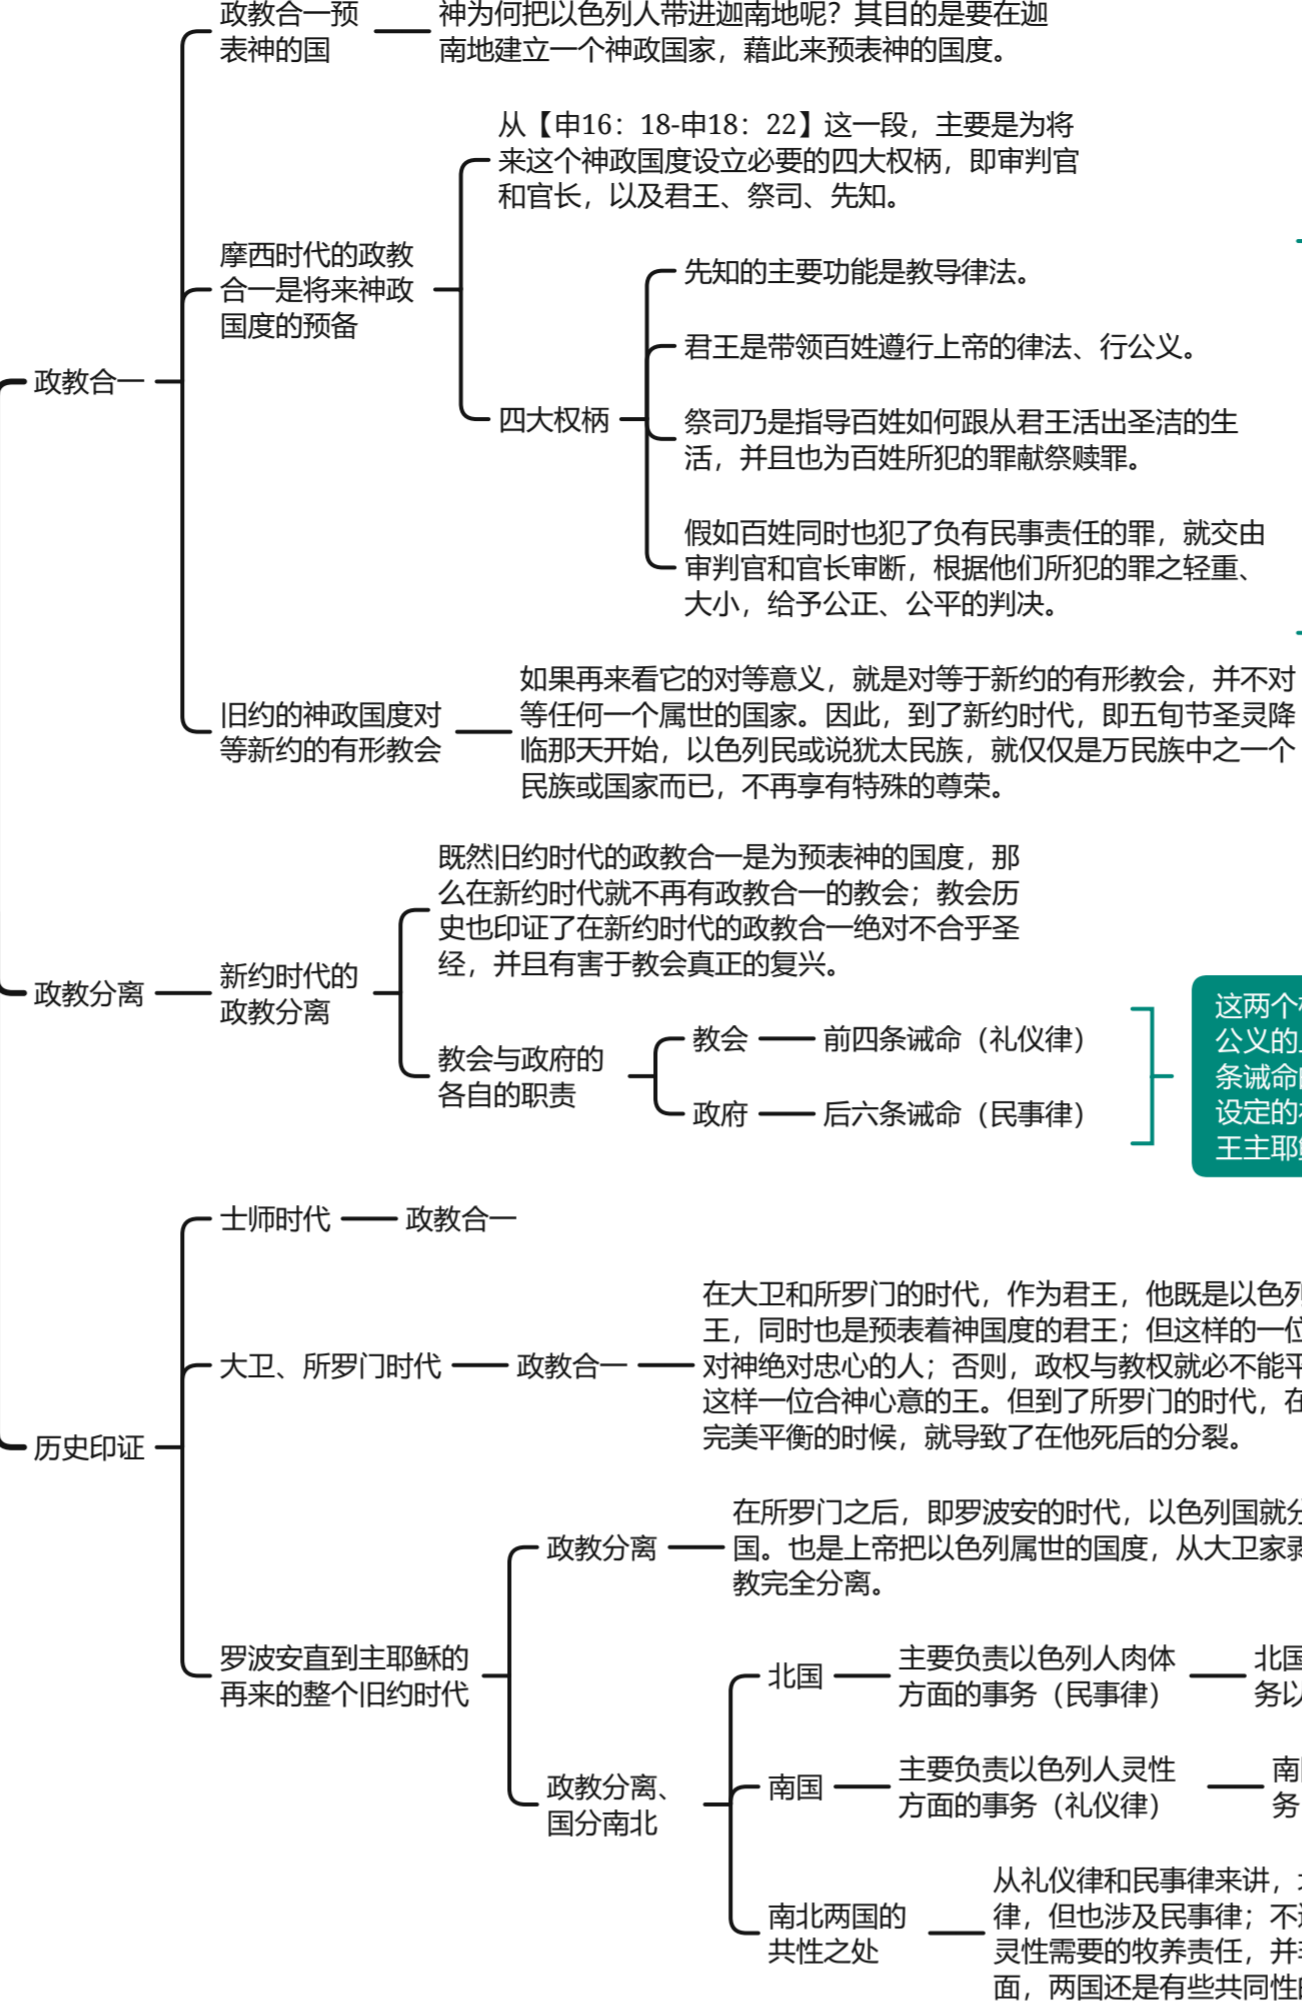 政教合一预
表神的国
神为何把以色列人带进迦南地呢？其目的是要在迦
南地建立一个神政国家，藉此来预表神的国度。
从【申16：18-申18：22】这一段，主要是为将
来这个神政国度设立必要的四大权柄，即审判官
和官长，以及君王、祭司、先知。
摩西时代的政教
合一是将来神政
国度的预备
先知的主要功能是教导律法。
君王是带领百姓遵行上帝的律法、行公义。
政教合一
四大权柄
祭司乃是指导百姓如何跟从君王活出圣洁的生
活，并且也为百姓所犯的罪献祭赎罪。
假如百姓同时也犯了负有民事责任的罪，就交由
审判官和官长审断，根据他们所犯的罪之轻重、
大小，给予公正、公平的判决。
旧约的神政国度对
等新约的有形教会
如果再来看它的对等意义，就是对等于新约的有形教会，并不对
等任何一个属世的国家。因此，到了新约时代，即五旬节圣灵降
临那天开始，以色列民或说犹太民族，就仅仅是万民族中之一个
民族或国家而已，不再享有特殊的尊荣。
既然旧约时代的政教合一是为预表神的国度，那
么在新约时代就不再有政教合一的教会；教会历
史也印证了在新约时代的政教合一绝对不合乎圣
经，并且有害于教会真正的复兴。
政教分离
新约时代的
政教分离
教会与政府的
各自的职责
教会
前四条诫命（礼仪律）
政府
后六条诫命（民事律）
这两个
公义的
条诫命
设定的
王主耶
士师时代
政教合一
在大卫和所罗门的时代，作为君王，他既是以色列
王，同时也是预表着神国度的君王；但这样的一位
对神绝对忠心的人；否则，政权与教权就必不能平
这样一位合神心意的王。但到了所罗门的时代，在
完美平衡的时候，就导致了在他死后的分裂。
大卫、所罗门时代
政教合一
历史印证
在所罗门之后，即罗波安的时代，以色列国就分
国。也是上帝把以色列属世的国度，从大卫家剥
教完全分离。
政教分离
罗波安直到主耶稣的
再来的整个旧约时代
北国
主要负责以色列人肉体
方面的事务（民事律）
北国
务以
政教分离、
国分南北
南国
主要负责以色列人灵性
方面的事务（礼仪律）
南
务
南北两国的
共性之处
从礼仪律和民事律来讲，
律，但也涉及民事律；不
灵性需要的牧养责任，并
面，两国还是有些共同性